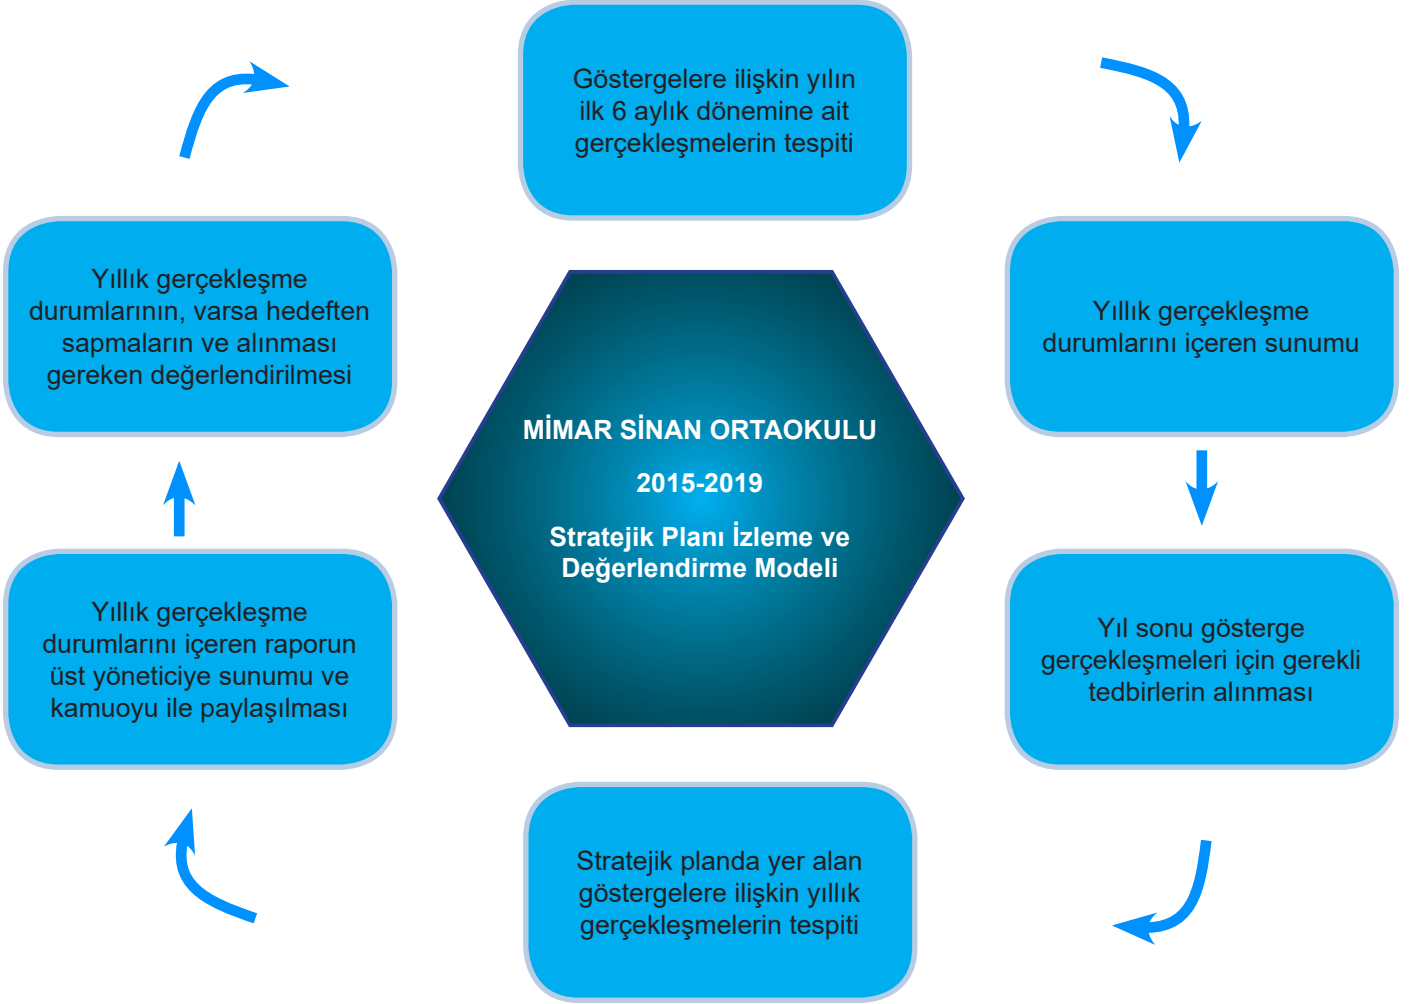 Göstergelere ilişkin yılın
ilk 6 aylık dönemine ait
gerçekleşmelerin tespiti
Yıllık gerçekleşme
durumlarını içeren sunumu
Yıl sonu gösterge
gerçekleşmeleri için gerekli
tedbirlerin alınması
Stratejik planda yer alan
göstergelere ilişkin yıllık
gerçekleşmelerin tespiti
Yıllık gerçekleşme
durumlarını içeren raporun
üst yöneticiye sunumu ve
kamuoyu ile paylaşılması
Yıllık gerçekleşme
durumlarının, varsa hedeften
sapmaların ve alınması
gereken değerlendirilmesi
MİMAR SİNAN ORTAOKULU
2015-2019
Stratejik Planı İzleme ve
Değerlendirme Modeli